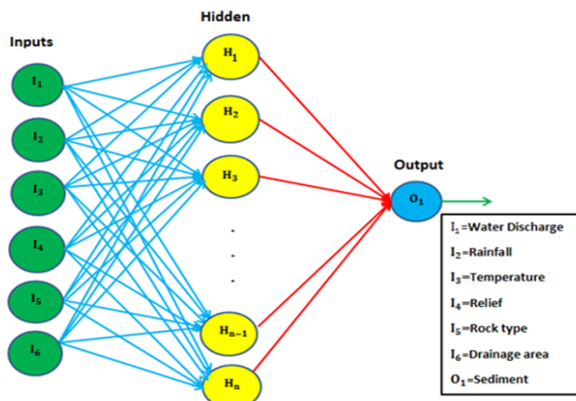 Inputs
Hidden
Output
I₁
I₂
I₃
I₄
I₅
I₆
H₁
H₂
H₃
.
.
.
Hₙ₋₁
Hₙ
O₁
I₁=Water Discharge
I₂=Rainfall
I₃=Temperature
I₄=Relief
I₅=Rock type
I₆=Drainage area
O₁=Sediment